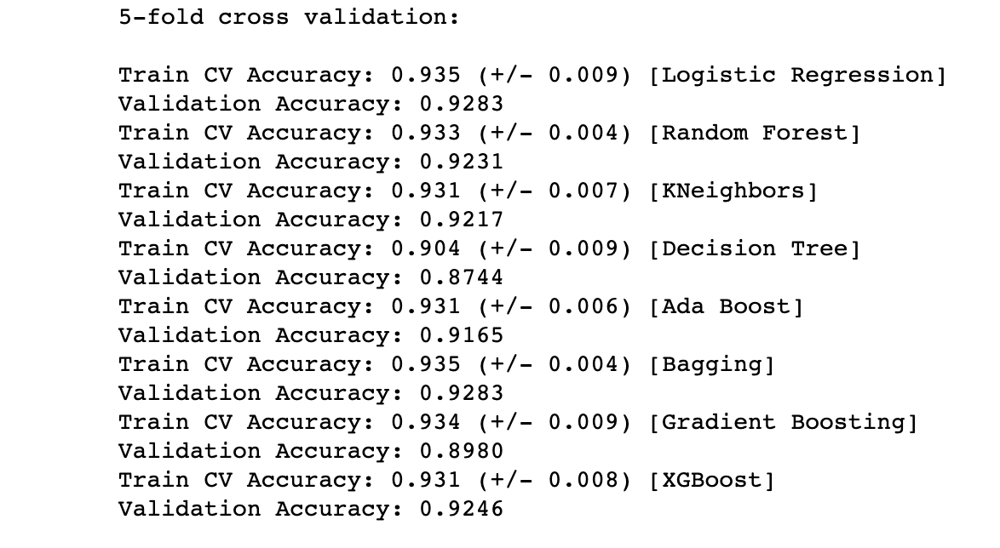 5-fold cross validation:
Train CV Accuracy: 0.935 (+/- 0.009) [Logistic Regression]
Validation Accuracy: 0.9283
Train CV Accuracy: 0.933 (+/- 0.004) [Random Forest]
Validation Accuracy: 0.9231
Train CV Accuracy: 0.931 (+/- 0.007) [KNeighbors]
Validation Accuracy: 0.9217
Train CV Accuracy: 0.904 (+/- 0.009) [Decision Tree]
Validation Accuracy: 0.8744
Train CV Accuracy: 0.931 (+/- 0.006) [Ada Boost]
Validation Accuracy: 0.9165
Train CV Accuracy: 0.935 (+/- 0.004) [Bagging]
Validation Accuracy: 0.9283
Train CV Accuracy: 0.934 (+/- 0.009) [Gradient Boosting]
Validation Accuracy: 0.8980
Train CV Accuracy: 0.931 (+/- 0.008) [XGBoost]
Validation Accuracy: 0.9246